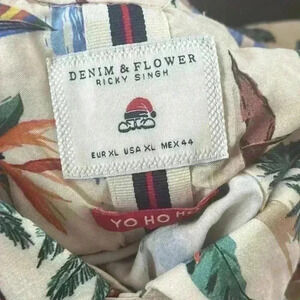 DENIM & FLOWER
RICKY SINGH
EUR XL USA XL MEX 44
YO HO